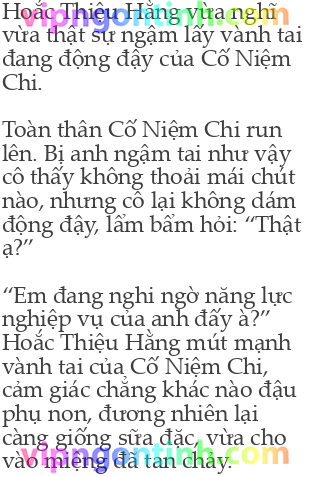 Hoắc Thiệu Hằng vừa nghĩ
vipngontinh.com
vừa thật sự ngậm lấy vành tai
đang động đậy của Cố Niệm
Chi.
Toàn thân Cố Niệm Chi run
lên. Bị anh ngậm tai như vậy
cô thấy không thoải mái chút
nào, nhưng cô lại không dám
động đậy, lẩm bẩm hỏi: “Thật
ạ?”
“Em đang nghi ngờ năng lực
nghiệp vụ của anh đấy à?”
Hoắc Thiệu Hằng mút mạnh
vành tai của Cố Niệm Chi,
cảm giác chẳng khác nào đậu
phụ non, đương nhiên lại
càng giống sữa đặc, vừa cho
vào miệng đã tan chảy.
vipngontinh.com